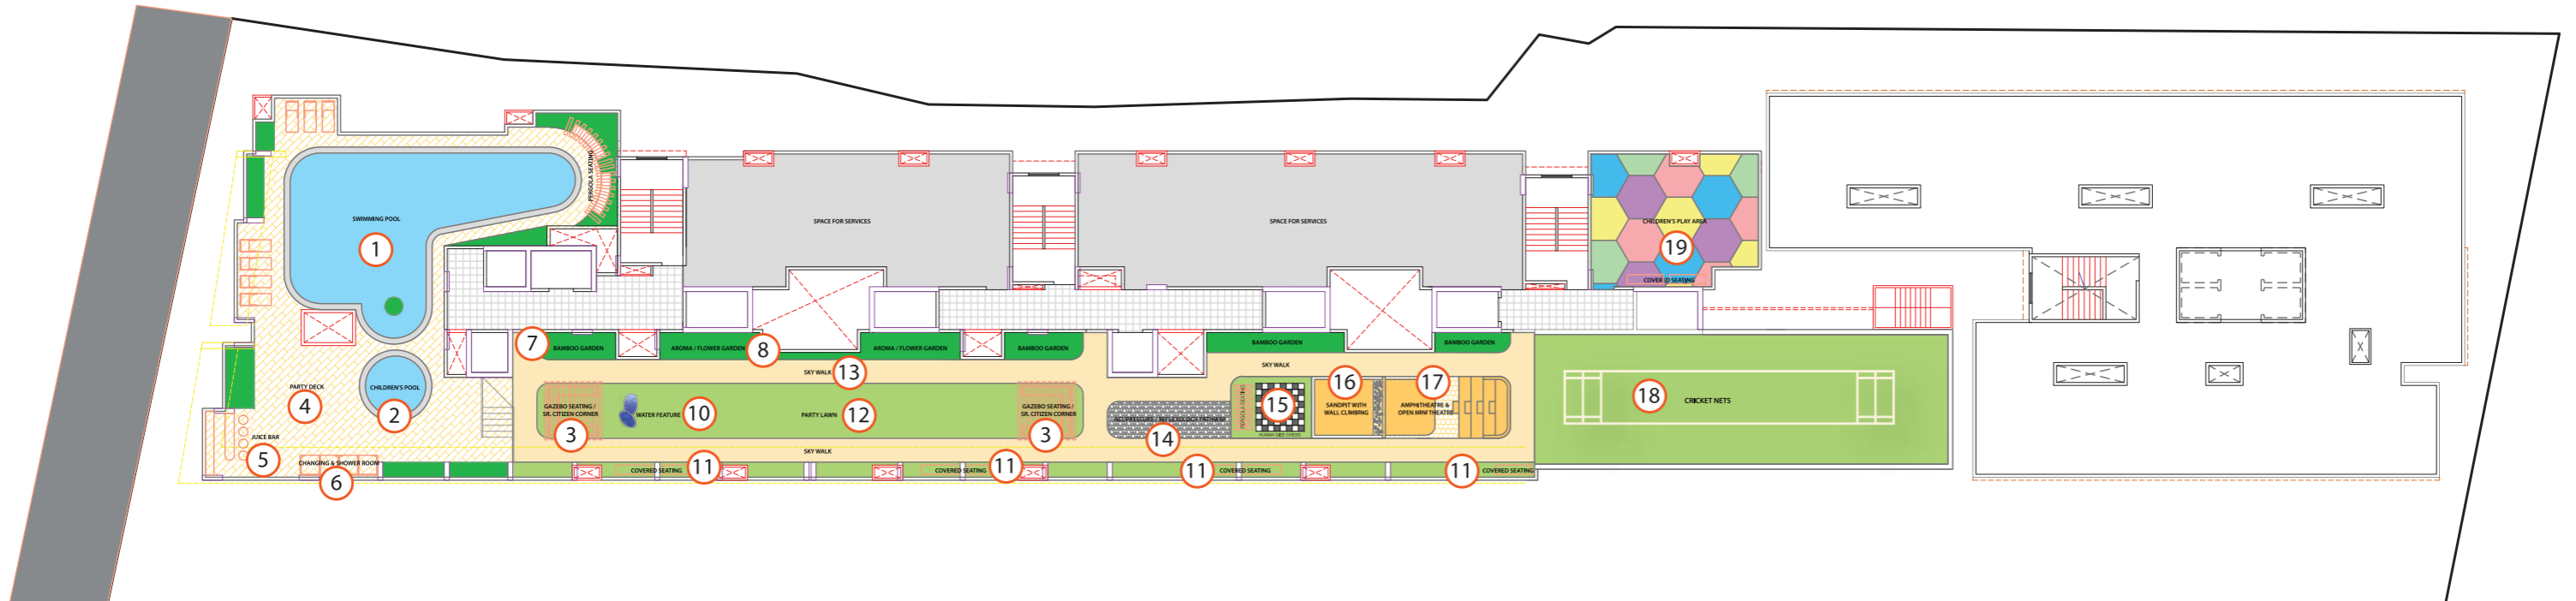 SWIMMING POOL
1
PERGOLA SEATING
SPACE FOR SERVICES
SPACE FOR SERVICES
CHILDREN'S PLAY AREA
19
COVERED SEATING
7
BAMBOO GARDEN
AROMA / FLOWER GARDEN
8
AROMA / FLOWER GARDEN
BAMBOO GARDEN
BAMBOO GARDEN
BAMBOO GARDEN
SKY WALK
13
SKY WALK
PARTY DECK
4
CHILDREN'S POOL
2
GAZEBO SEATING /
SR. CITIZEN CORNER
3
WATER FEATURE
10
PARTY LAWN
12
GAZEBO SEATING /
SR. CITIZEN CORNER
3
14
PERGOLA SEATING
15
HUMAN SIZE CHESS
16
SANDPIT WITH
WALL CLIMBING
17
AMPHITHEATRE &
OPEN MINI THEATRE
18
CRICKET NETS
JUICE BAR
5
CHANGING & SHOWER ROOM
6
SKY WALK
COVERED SEATING
11
COVERED SEATING
11
11
COVERED SEATING
11
COVERED SEATING